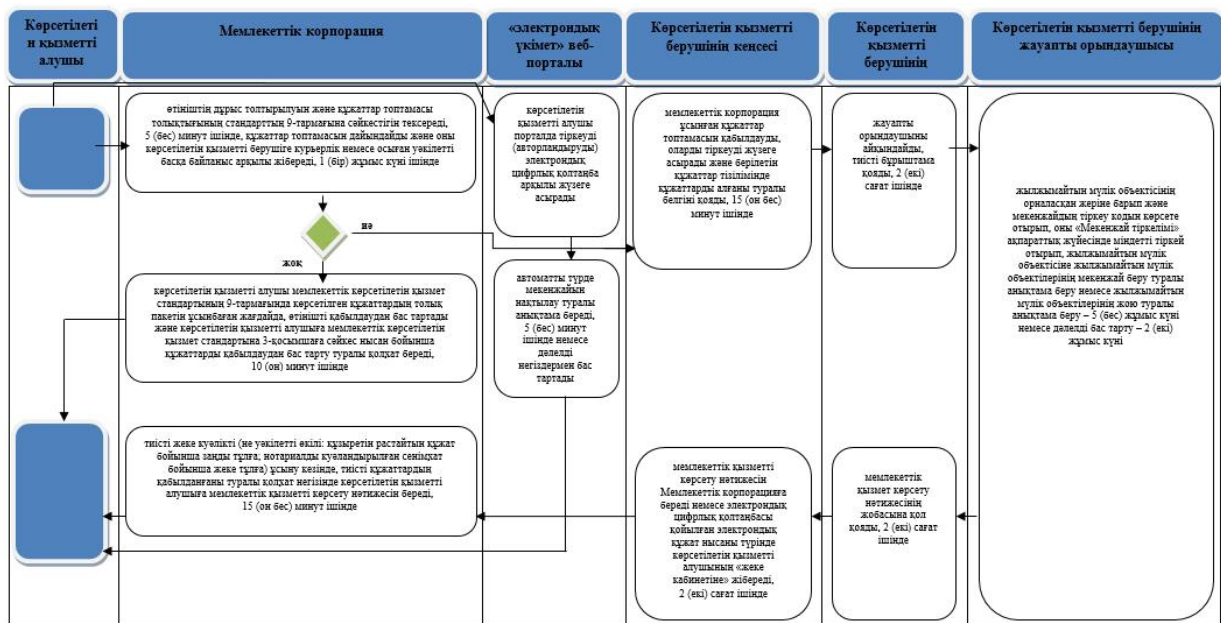 Көрсетілеті
н қызметті
алушы
Мемлекеттік корпорация
«электрондық
үкімет» веб-
порталы
Көрсетілетін қызметті
берушінің кеңсесі
Көрсетілетін
қызметті
берушінің
Көрсетілетін қызметті берушінің
жауапты орындаушысы
өтініштің дұрыс толтырылуын және құжаттар топтамасы
толықтығының стандарттың 9-тармағына сәйкестігін тексереді,
5 (бес) минут ішінде, құжаттар топтамасын дайындайды және оны
көрсетілетін қызметті берушіге курьерлік немесе осыған уәкілетті
басқа байланыс арқылы жібереді, 1 (бір) жұмыс күні ішінде
иә
жоқ
көрсетілетін қызметті алушы мемлекеттік көрсетілетін қызмет
стандартының 9-тармағында көрсетілген құжаттардың толық
пакетін ұсынбаған жағдайда, өтінішті қабылдаудан бас тартады
және көрсетілетін қызметті алушыға мемлекеттік көрсетілетін
қызмет стандартына 3-қосымшаға сәйкес нысан бойынша
құжаттарды қабылдаудан бас тарту туралы қолхат береді,
10 (он) минут ішінде
тиісті жеке куәлікті (не уәкілетті өкілі: құзыретін растайтын құжат
бойынша заңды тұлға; нотариалды куәландырылған сенімхат
бойынша жеке тұлға) ұсыну кезінде, тиісті құжаттардың
қабылданғаны туралы қолхат негізінде көрсетілетін қызметті
алушыға мемлекеттік қызметті көрсету нәтижесін береді,
15 (он бес) минут ішінде
көрсетілетін
қызметті алушы
порталда тіркеуді
(авторландыруды)
электрондық
цифрлық қолтаңба
арқылы жүзеге
асырады
автоматты түрде
мекенжайын
нақтылау туралы
анықтама береді,
5 (бес) минут
ішінде немесе
дәлелді
негіздермен бас
тартады
мемлекеттік корпорация
ұсынған құжаттар
топтамасын қабылдауды,
оларды тіркеуді жүзеге
асырады және берілетін
құжаттар тізілімінде
құжаттарды алғаны туралы
белгіні қояды, 15 (он бес)
минут ішінде
мемлекеттік қызметті
көрсету нәтижесін
Мемлекеттік корпорацияға
береді немесе электрондық
цифрлық қолтаңбасы
қойылған электрондық
құжат нысаны түрінде
көрсетілетін қызметті
алушының «жеке
кабинетіне» жібереді,
2 (екі) сағат ішінде
жауапты
орындаушыны
айқындайды,
тиісті бұрыштама
қояды, 2 (екі)
сағат ішінде
мемлекеттік
қызмет көрсету
нәтижесінің
жобасына қол
қояды, 2 (екі) сағат
ішінде
жылжымайтын мүлік объектісінің
орналасқан жеріне барып және
мекенжайдың тіркеу кодын көрсете
отырып, оны «Мекенжай тіркелімі»
ақпараттық жүйесінде міндетті тіркей
отырып, жылжымайтын мүлік
объектісіне жылжымайтын мүлік
объектілерінің мекенжай беру туралы
анықтама беру немесе жылжымайтын
мүлік объектілерінің жою туралы
анықтама беру – 5 (бес) жұмыс күні
немесе дәлелді бас тарту – 2 (екі)
жұмыс күні